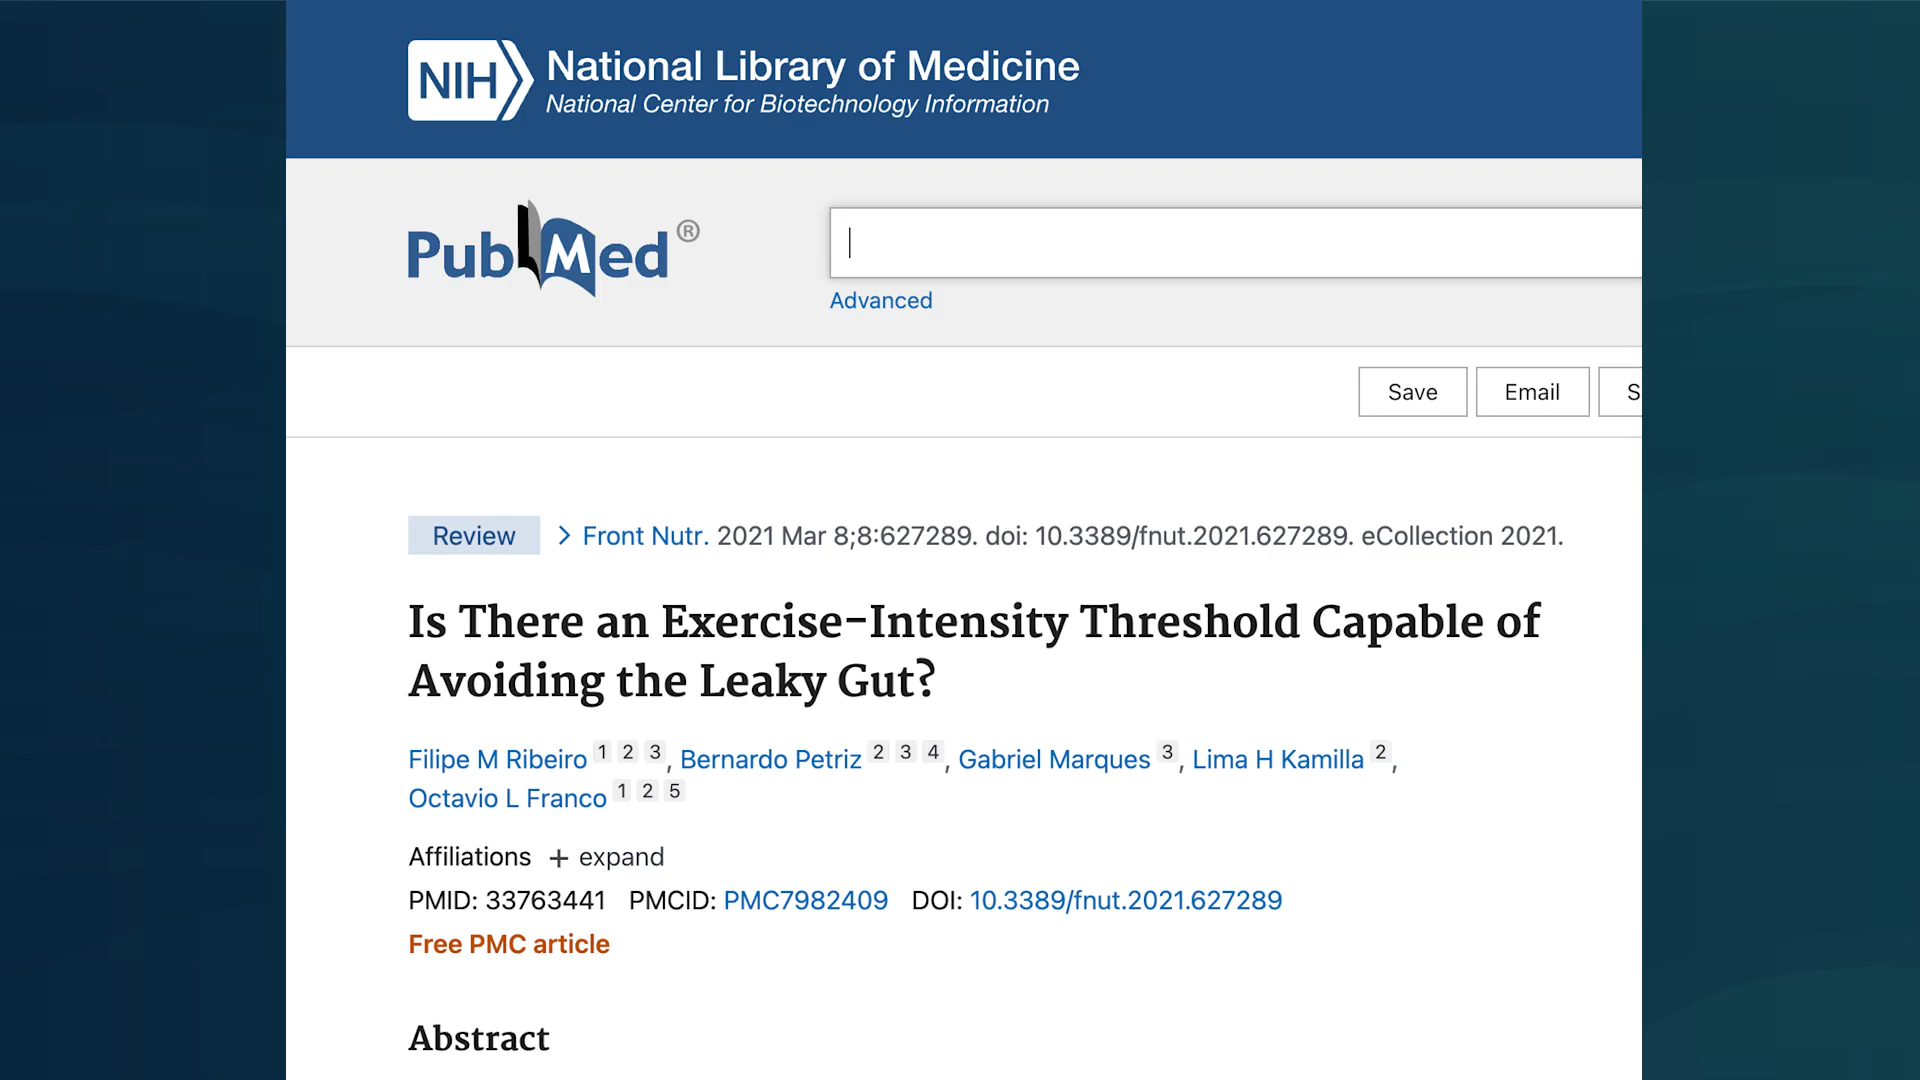 NIH National Library of Medicine
National Center for Biotechnology Information
PubMed®
Advanced
Save Email S
Review > Front Nutr. 2021 Mar 8;8:627289. doi: 10.3389/fnut.2021.627289. eCollection 2021.
Is There an Exercise-Intensity Threshold Capable of
Avoiding the Leaky Gut?
Filipe M Ribeiro 1 2 3, Bernardo Petriz 2 3 4, Gabriel Marques 3, Lima H Kamilla 2,
Octavio L Franco 1 2 5
Affiliations + expand
PMID: 33763441 PMCID: PMC7982409 DOI: 10.3389/fnut.2021.627289
Free PMC article
Abstract